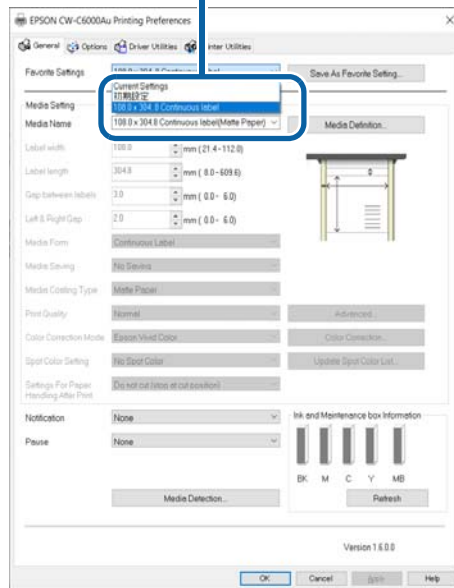 EPSON CW-C6000Au Printing Preferences
General Options Driver Utilities Printer Utilities
Favorite Settings 108.0 x 304.8 Continuous label Save As Favorite Setting...
Current Settings
初期設定
108.0 x 304.8 Continuous label
Media Setting
Media Name 108.0 x 304.8 Continuous label(Matte Paper) Media Definition...
Label width 108.0 mm ( 21.4 - 112.0)
Label length 304.8 mm ( 8.0 - 609.6)
Gap between labels 3.0 mm ( 0.0 - 6.0)
Left & Right Gap 2.0 mm ( 0.0 - 6.0)
Media Form Continuous Label
Media Saving No Saving
Media Coating Type Matte Paper
Print Quality Normal Advanced...
Color Correction Mode Epson Vivid Color Color Correction...
Spot Color Setting No Spot Color Update Spot Color List...
Settings For Paper Handling After Print Do not cut (stop at cut position)
Notification None Ink and Maintenance box Information
Pause None
BK M C Y MB
Media Detection... Refresh
Version 1.6.0.0
OK Cancel Apply Help